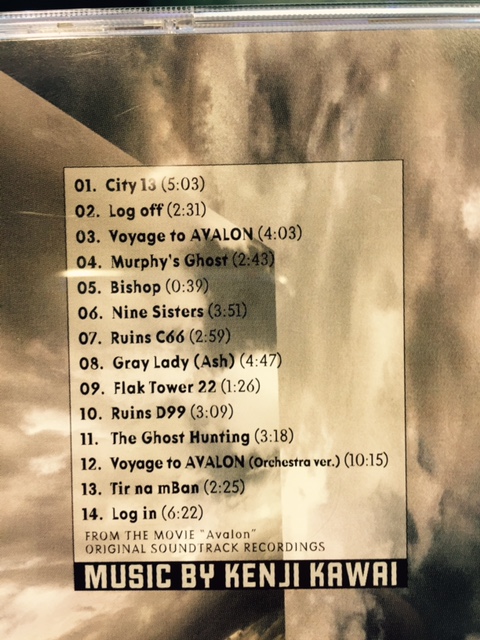 01. City 13 (5:03)
02. Log off (2:31)
03. Voyage to AVALON (4:03)
04. Murphy's Ghost (2:43)
05. Bishop (0:39)
06. Nine Sisters (3:51)
07. Ruins C66 (2:59)
08. Gray Lady (Ash) (4:47)
09. Flak Tower 22 (1:26)
10. Ruins D99 (3:09)
11. The Ghost Hunting (3:18)
12. Voyage to AVALON (Orchestra ver.) (10:15)
13. Tir na mBan (2:25)
14. Log in (6:22)
FROM THE MOVIE "Avalon"
ORIGINAL SOUNDTRACK RECORDINGS
MUSIC BY KENJI KAWAI